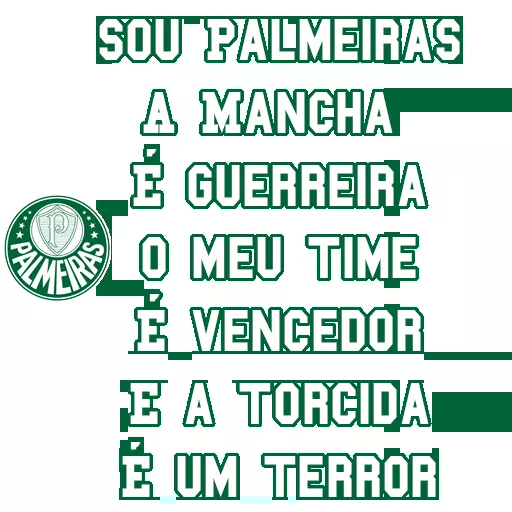 SOU PALMEIRAS
A MANCHA
É GUERREIRA
O MEU TIME
É VENCEDOR
E A TORCIDA
É UM TERROR
P
PALMEIRAS